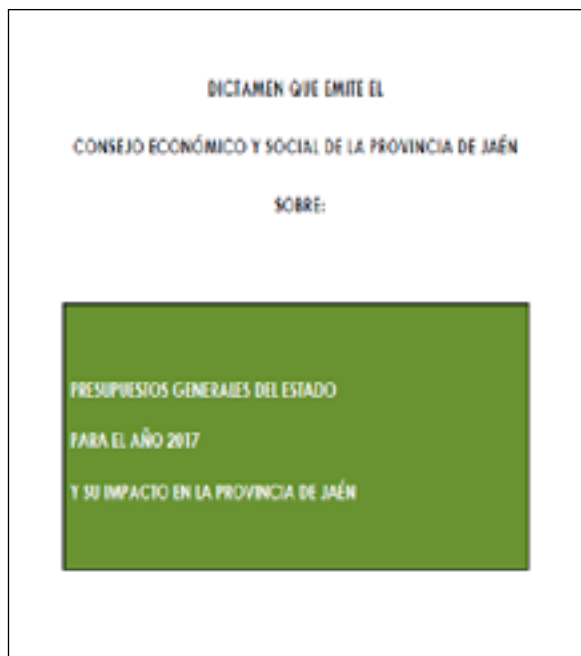 DICTAMEN QUE EMITE EL
CONSEJO ECONÓMICO Y SOCIAL DE LA PROVINCIA DE JAÉN
SOBRE:
PRESUPUESTOS GENERALES DEL ESTADO
PARA EL AÑO 2017
Y SU IMPACTO EN LA PROVINCIA DE JAÉN